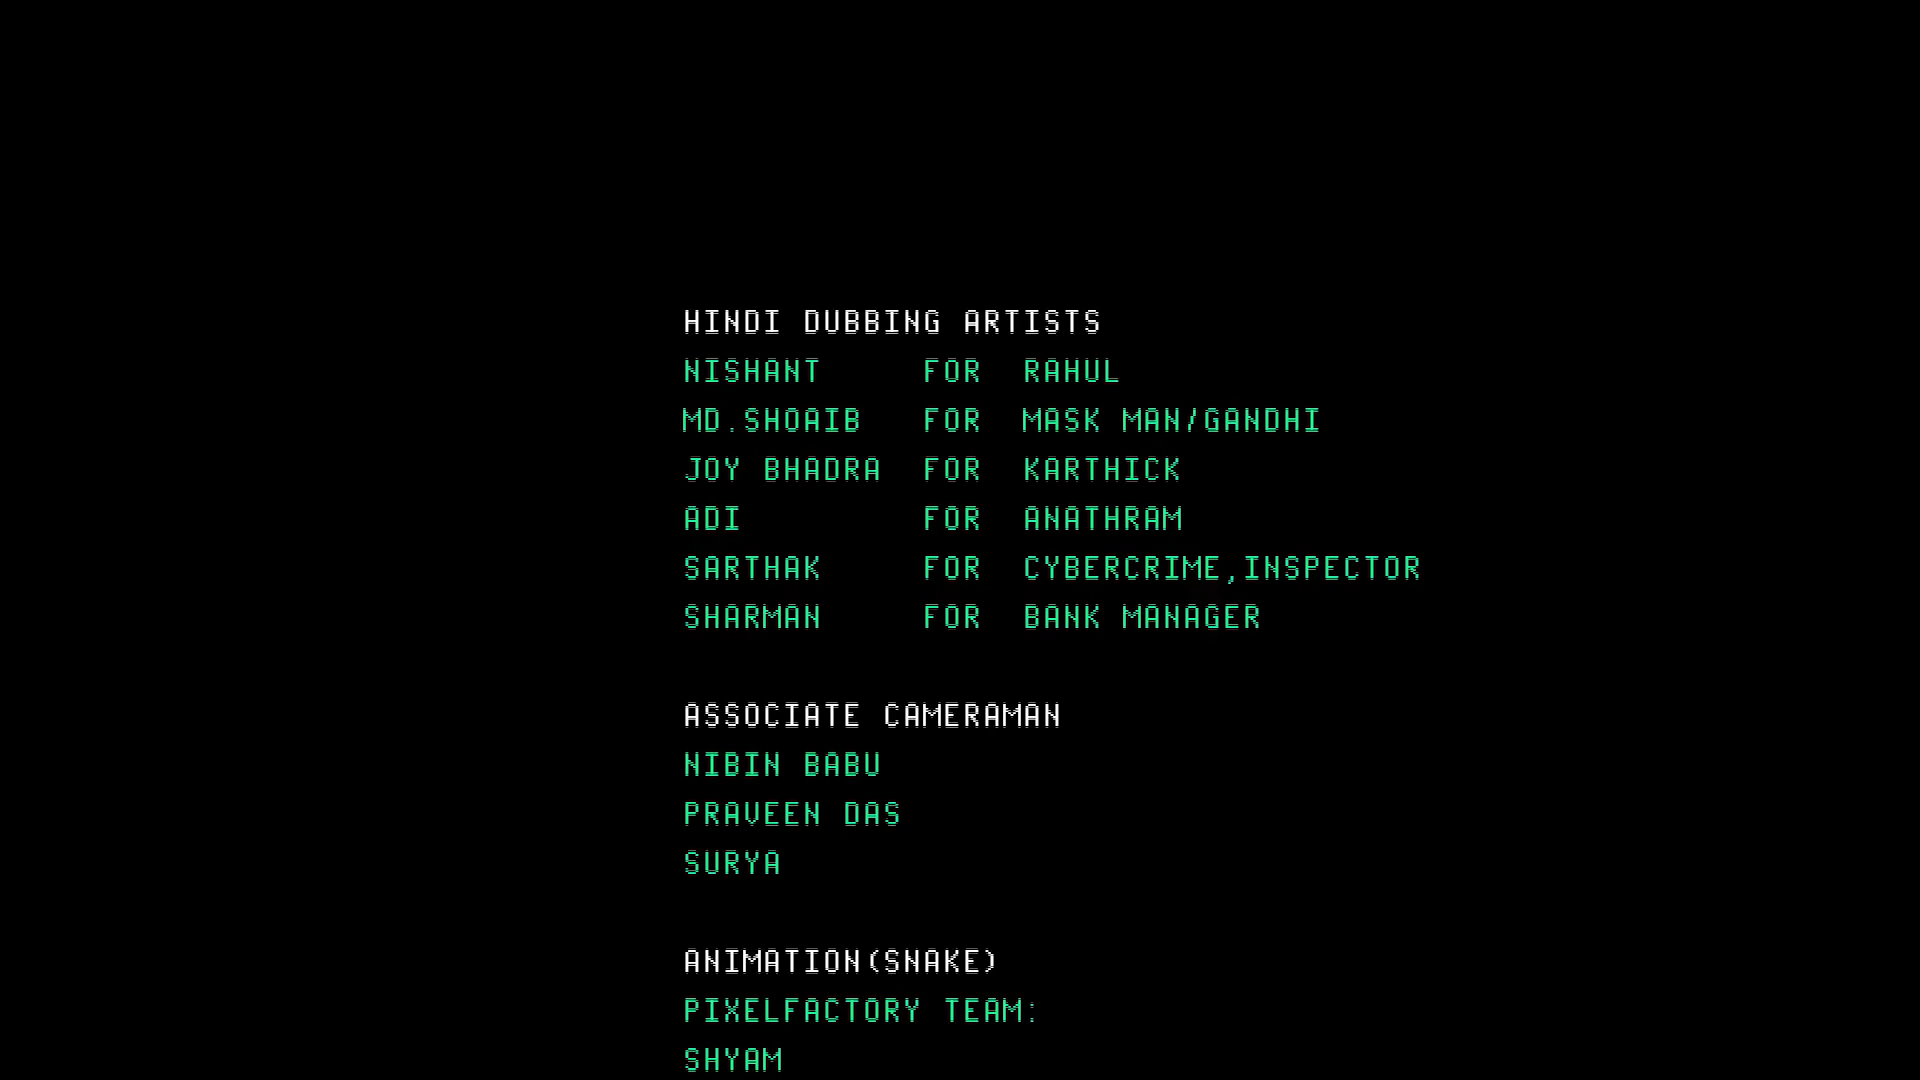 HINDI DUBBING ARTISTS
NISHANT FOR RAHUL
MD.SHOAIB FOR MASK MAN/GANDHI
JOY BHADRA FOR KARTHICK
ADI FOR ANATHRAM
SARTHAK FOR CYBERCRIME,INSPECTOR
SHARMAN FOR BANK MANAGER
ASSOCIATE CAMERAMAN
NIBIN BABU
PRAVEEN DAS
SURYA
ANIMATION(SNAKE)
PIXELFACTORY TEAM:
SHYAM